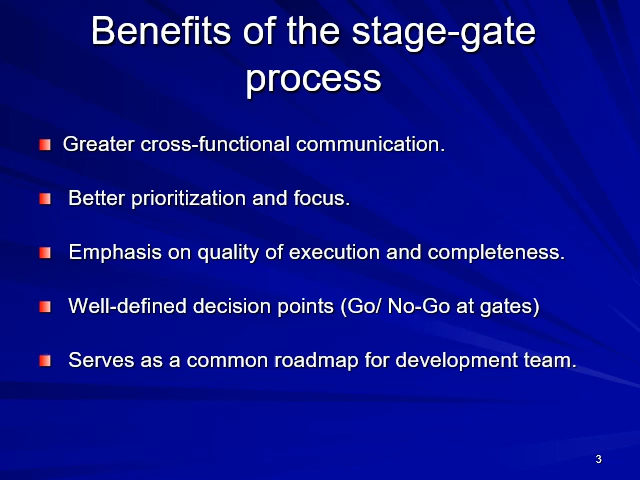 Benefits of the stage-gate
process
Greater cross-functional communication.
Better prioritization and focus.
Emphasis on quality of execution and completeness.
Well-defined decision points (Go/ No-Go at gates)
Serves as a common roadmap for development team.
3